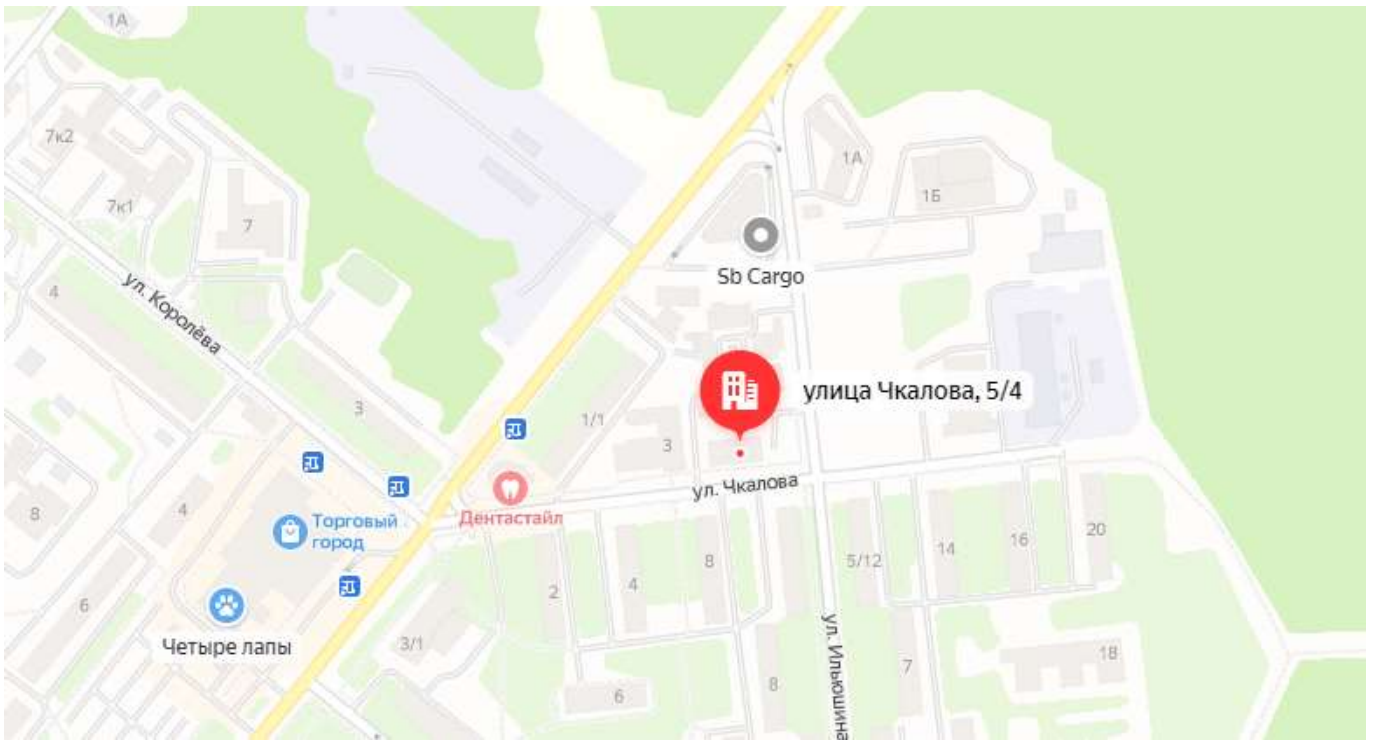 1А
7к2
1А
1Б
7к1
7
Sb Cargo
4
ул. Королёва
улица Чкалова, 5/4
3
1/1
3
ул. Чкалова
Дентастайл
8
4
Торговый
город
2
4
8
5/12
14
16
20
6
Четыре лапы
3/1
6
8
ул. Ильюшина
7
18